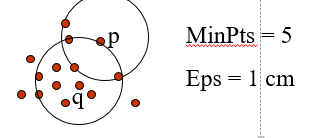 p
MinPts = 5
Eps = 1 cm
q